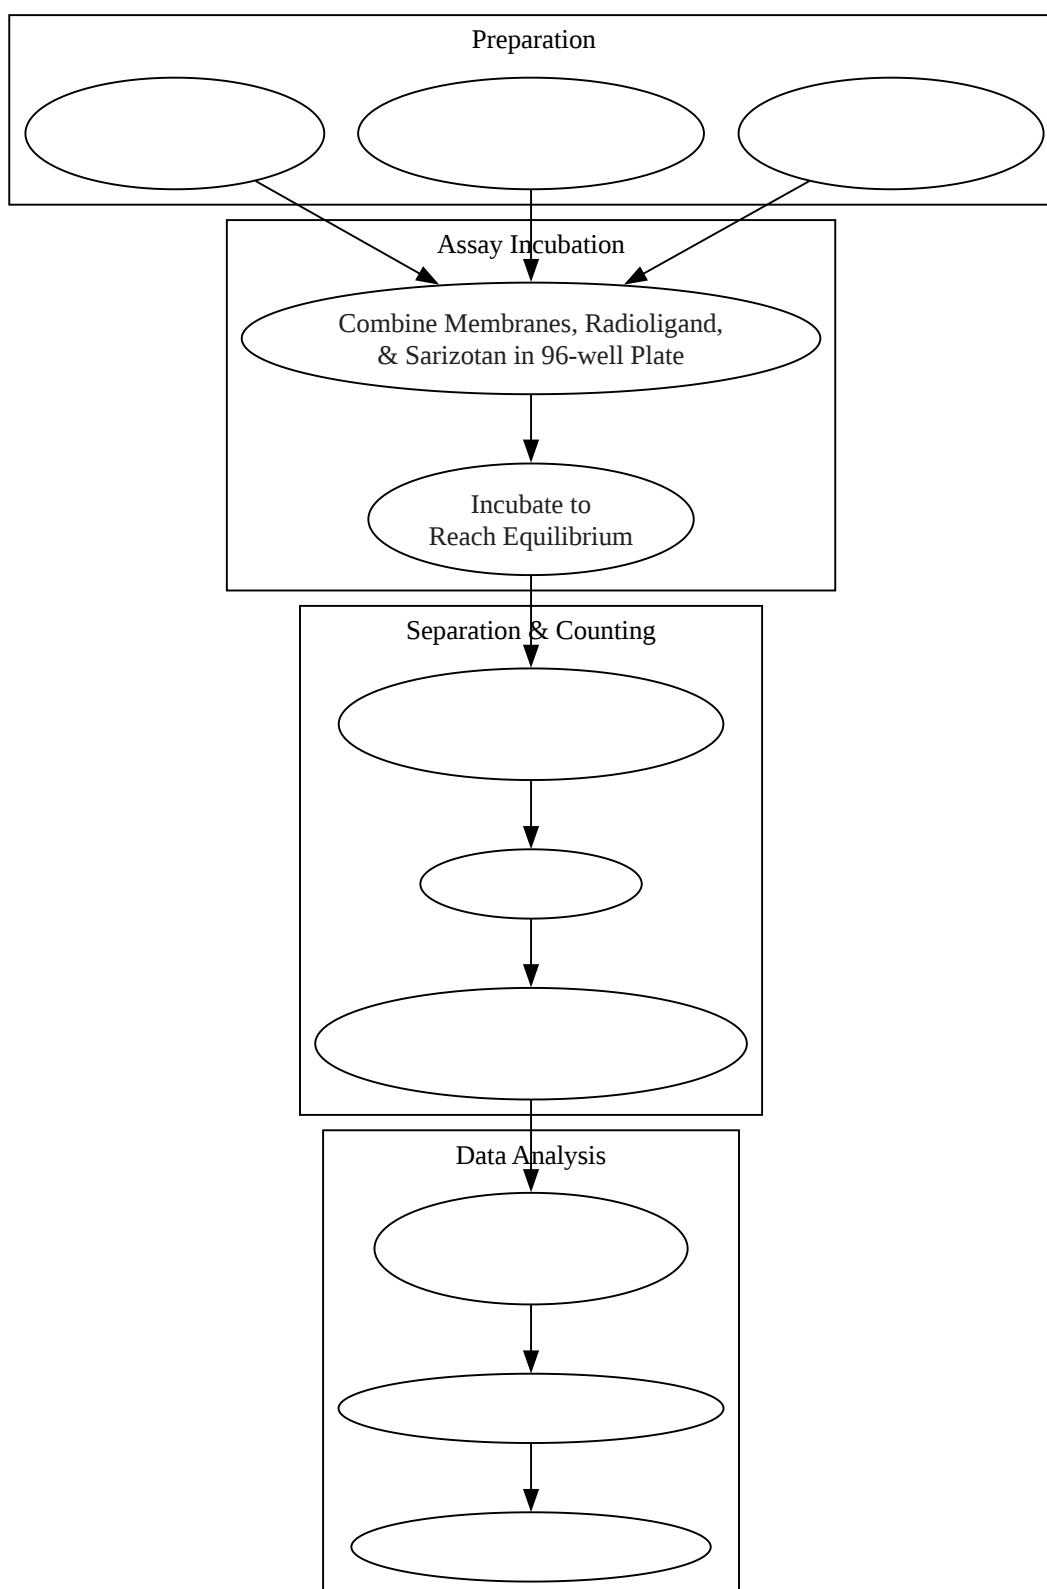 Preparation
Assay Incubation
Combine Membranes, Radioligand,
& Sarizotan in 96-well Plate
Incubate to
Reach Equilibrium
Separation & Counting
Data Analysis